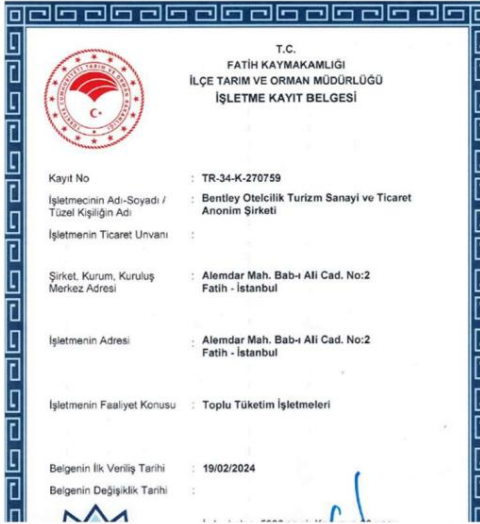 T.C.
FATİH KAYMAKAMLIĞI
İLÇE TARIM VE ORMAN MÜDÜRLÜĞÜ
İŞLETME KAYIT BELGESİ
Kayıt No : TR-34-K-270759
İşletmecinin Adı-Soyadı / : Bentley Otelcilik Turizm Sanayi ve Ticaret
Tüzel Kişiliğin Adı Anonim Şirketi
İşletmenin Ticaret Unvanı :
Şirket, Kurum, Kuruluş : Alemdar Mah. Bab-ı Ali Cad. No:2
Merkez Adresi Fatih - İstanbul
İşletmenin Adresi : Alemdar Mah. Bab-ı Ali Cad. No:2
Fatih - İstanbul
İşletmenin Faaliyet Konusu : Toplu Tüketim İşletmeleri
Belgenin İlk Veriliş Tarihi : 19/02/2024
Belgenin Değişiklik Tarihi :